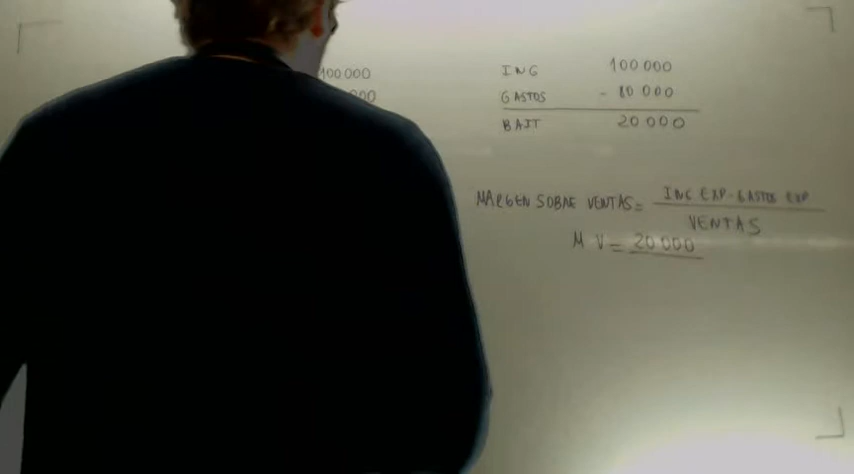 100 000
ING 100 000
GASTOS - 80 000
BAIT 20 000
MARGEN SOBRE VENTAS = ING EXP - GASTOS EXP
VENTAS
M V = 20 000